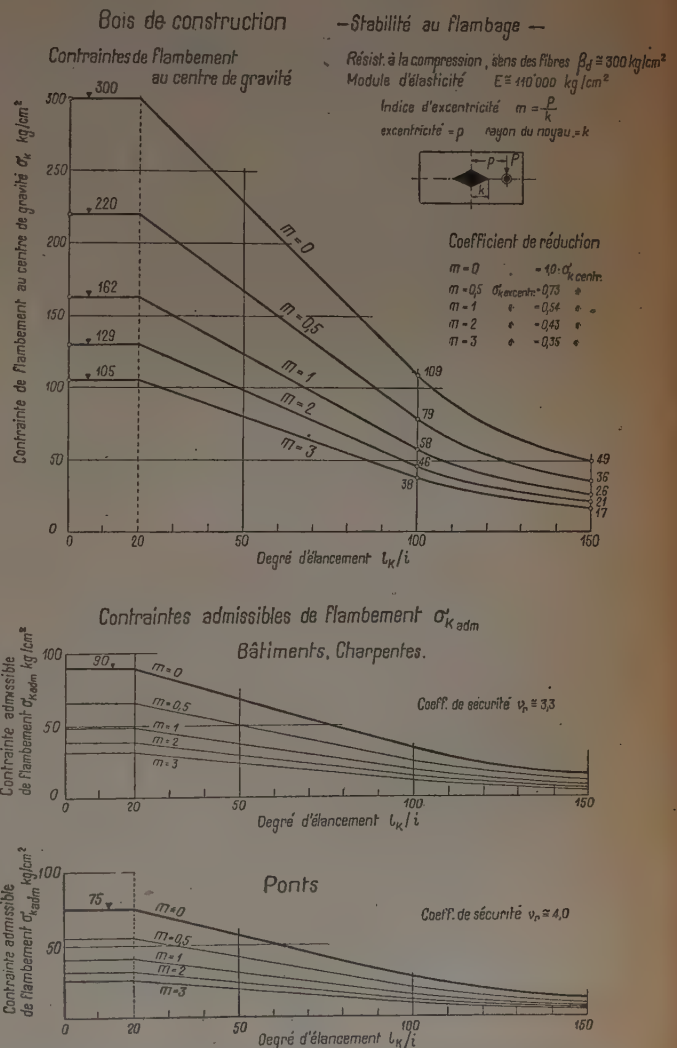 Bois de construction — Stabilité au flambage —
Contraintes de flambement
au centre de gravité
Résist. à la compression, sens des fibres βd ≅ 300 kg/cm²
Module d'élasticité E ≅ 110'000 kg/cm²
Indice d'excentricité m = p/k
excentricité = p rayon du noyau = k
p P
k
Coefficient de réduction
m = 0 = 1,0 · σK centr.
m = 0,5 σK excentr. = 0,73 "
m = 1 " = 0,54 "
m = 2 " = 0,43 "
m = 3 " = 0,35 "
Contrainte de flambement au centre de gravité σK kg/cm²
300
250
200
150
100
50
0
300
220
162
129
105
m = 0
m = 0,5
m = 1
m = 2
m = 3
109
79
58
46
38
49
36
26
21
17
0 20 50 100 150
Degré d'élancement lK/i
Contraintes admissibles de flambement σK adm
Bâtiments, Charpentes.
Contrainte admissible
de flambement σK adm kg/cm²
100
50
0
90
m = 0
m = 0,5
m = 1
m = 2
m = 3
Coeff. de sécurité νr ≅ 3,3
0 20 50 100 150
Degré d'élancement lK/i
Ponts
Contrainte admissible
de flambement σK adm kg/cm²
100
50
0
75
m = 0
m = 0,5
m = 1
m = 2
m = 3
Coeff. de sécurité νr ≅ 4,0
0 20 50 100 150
Degré d'élancement lK/i